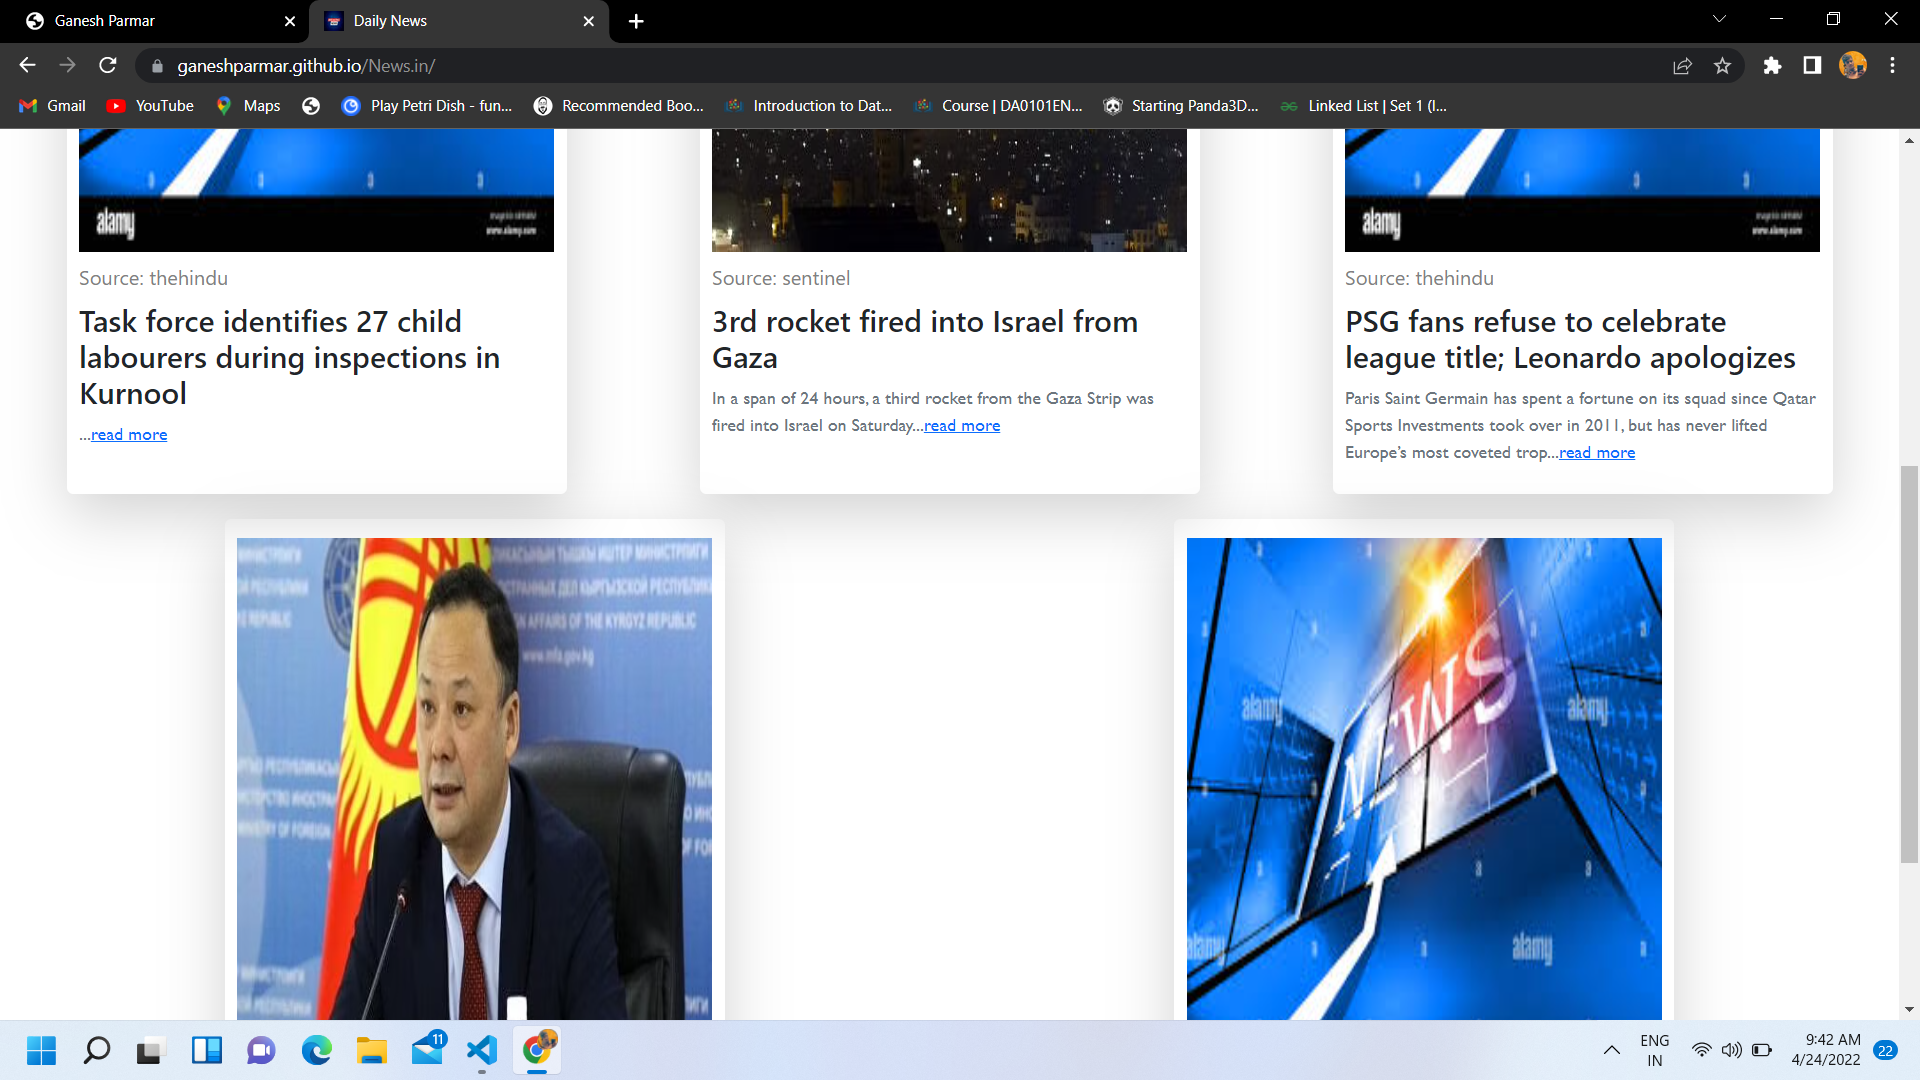 Ganesh Parmar
Daily News
ganeshparmar.github.io/News.in/
Gmail
YouTube
Maps
Play Petri Dish - fun...
Recommended Boo...
Introduction to Dat...
Course | DA0101EN...
Starting Panda3D...
Linked List | Set 1 (I...
alamy
www.alamy.com
alamy
www.alamy.com
Source: thehindu
Task force identifies 27 child
labourers during inspections in
Kurnool
...read more
Source: sentinel
3rd rocket fired into Israel from
Gaza
In a span of 24 hours, a third rocket from the Gaza Strip was
fired into Israel on Saturday...read more
Source: thehindu
PSG fans refuse to celebrate
league title; Leonardo apologizes
Paris Saint Germain has spent a fortune on its squad since Qatar
Sports Investments took over in 2011, but has never lifted
Europe's most coveted trop...read more
AFFAIRS OF THE KYRGYZ REPUBLIC
www.mfa.gov.kg
NEWS
alamy
alamy
alamy
alamy
11
ENG
IN
9:42 AM
4/24/2022
22